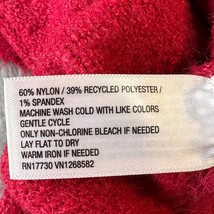 60% NYLON / 39% RECYCLED POLYESTER /
1% SPANDEX
MACHINE WASH COLD WITH LIKE COLORS
GENTLE CYCLE
ONLY NON-CHLORINE BLEACH IF NEEDED
LAY FLAT TO DRY
WARM IRON IF NEEDED
RN17730 VN1268582